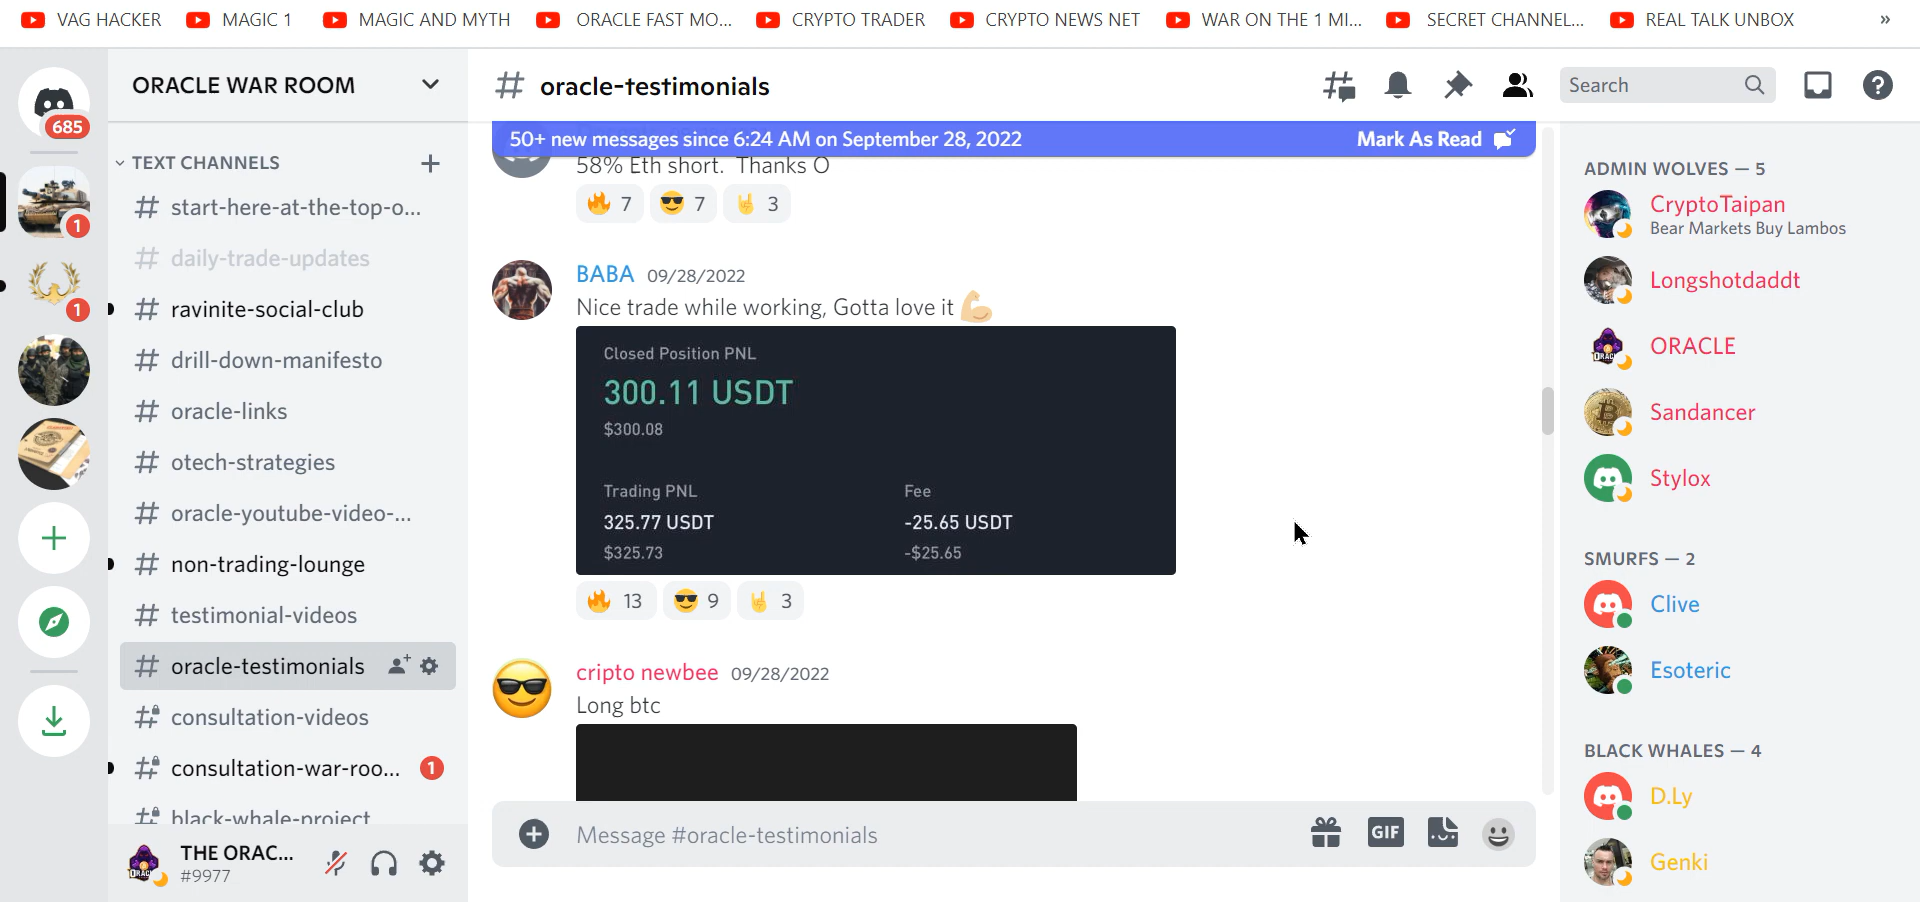 VAG HACKER
MAGIC 1
MAGIC AND MYTH
ORACLE FAST MO...
CRYPTO TRADER
CRYPTO NEWS NET
WAR ON THE 1 MI...
SECRET CHANNEL...
REAL TALK UNBOX
»
685
1
1
ORACLE WAR ROOM
TEXT CHANNELS
# start-here-at-the-top-o...
# daily-trade-updates
# ravinite-social-club
# drill-down-manifesto
# oracle-links
# otech-strategies
# oracle-youtube-video-...
# non-trading-lounge
# testimonial-videos
# oracle-testimonials
# consultation-videos
# consultation-war-roo... 1
# black-whale-project
THE ORAC...
#9977
# oracle-testimonials
Search
50+ new messages since 6:24 AM on September 28, 2022 Mark As Read
58% Eth short. Thanks O
🔥 7 😎 7 🤘 3
BABA 09/28/2022
Nice trade while working, Gotta love it 💪
Closed Position PNL
300.11 USDT
$300.08
Trading PNL Fee
325.77 USDT -25.65 USDT
$325.73 -$25.65
🔥 13 😎 9 🤘 3
cripto newbee 09/28/2022
Long btc
Message #oracle-testimonials
GIF
ADMIN WOLVES — 5
CryptoTaipan
Bear Markets Buy Lambos
Longshotdaddt
ORACLE
Sandancer
Stylox
SMURFS — 2
Clive
Esoteric
BLACK WHALES — 4
D.Ly
Genki